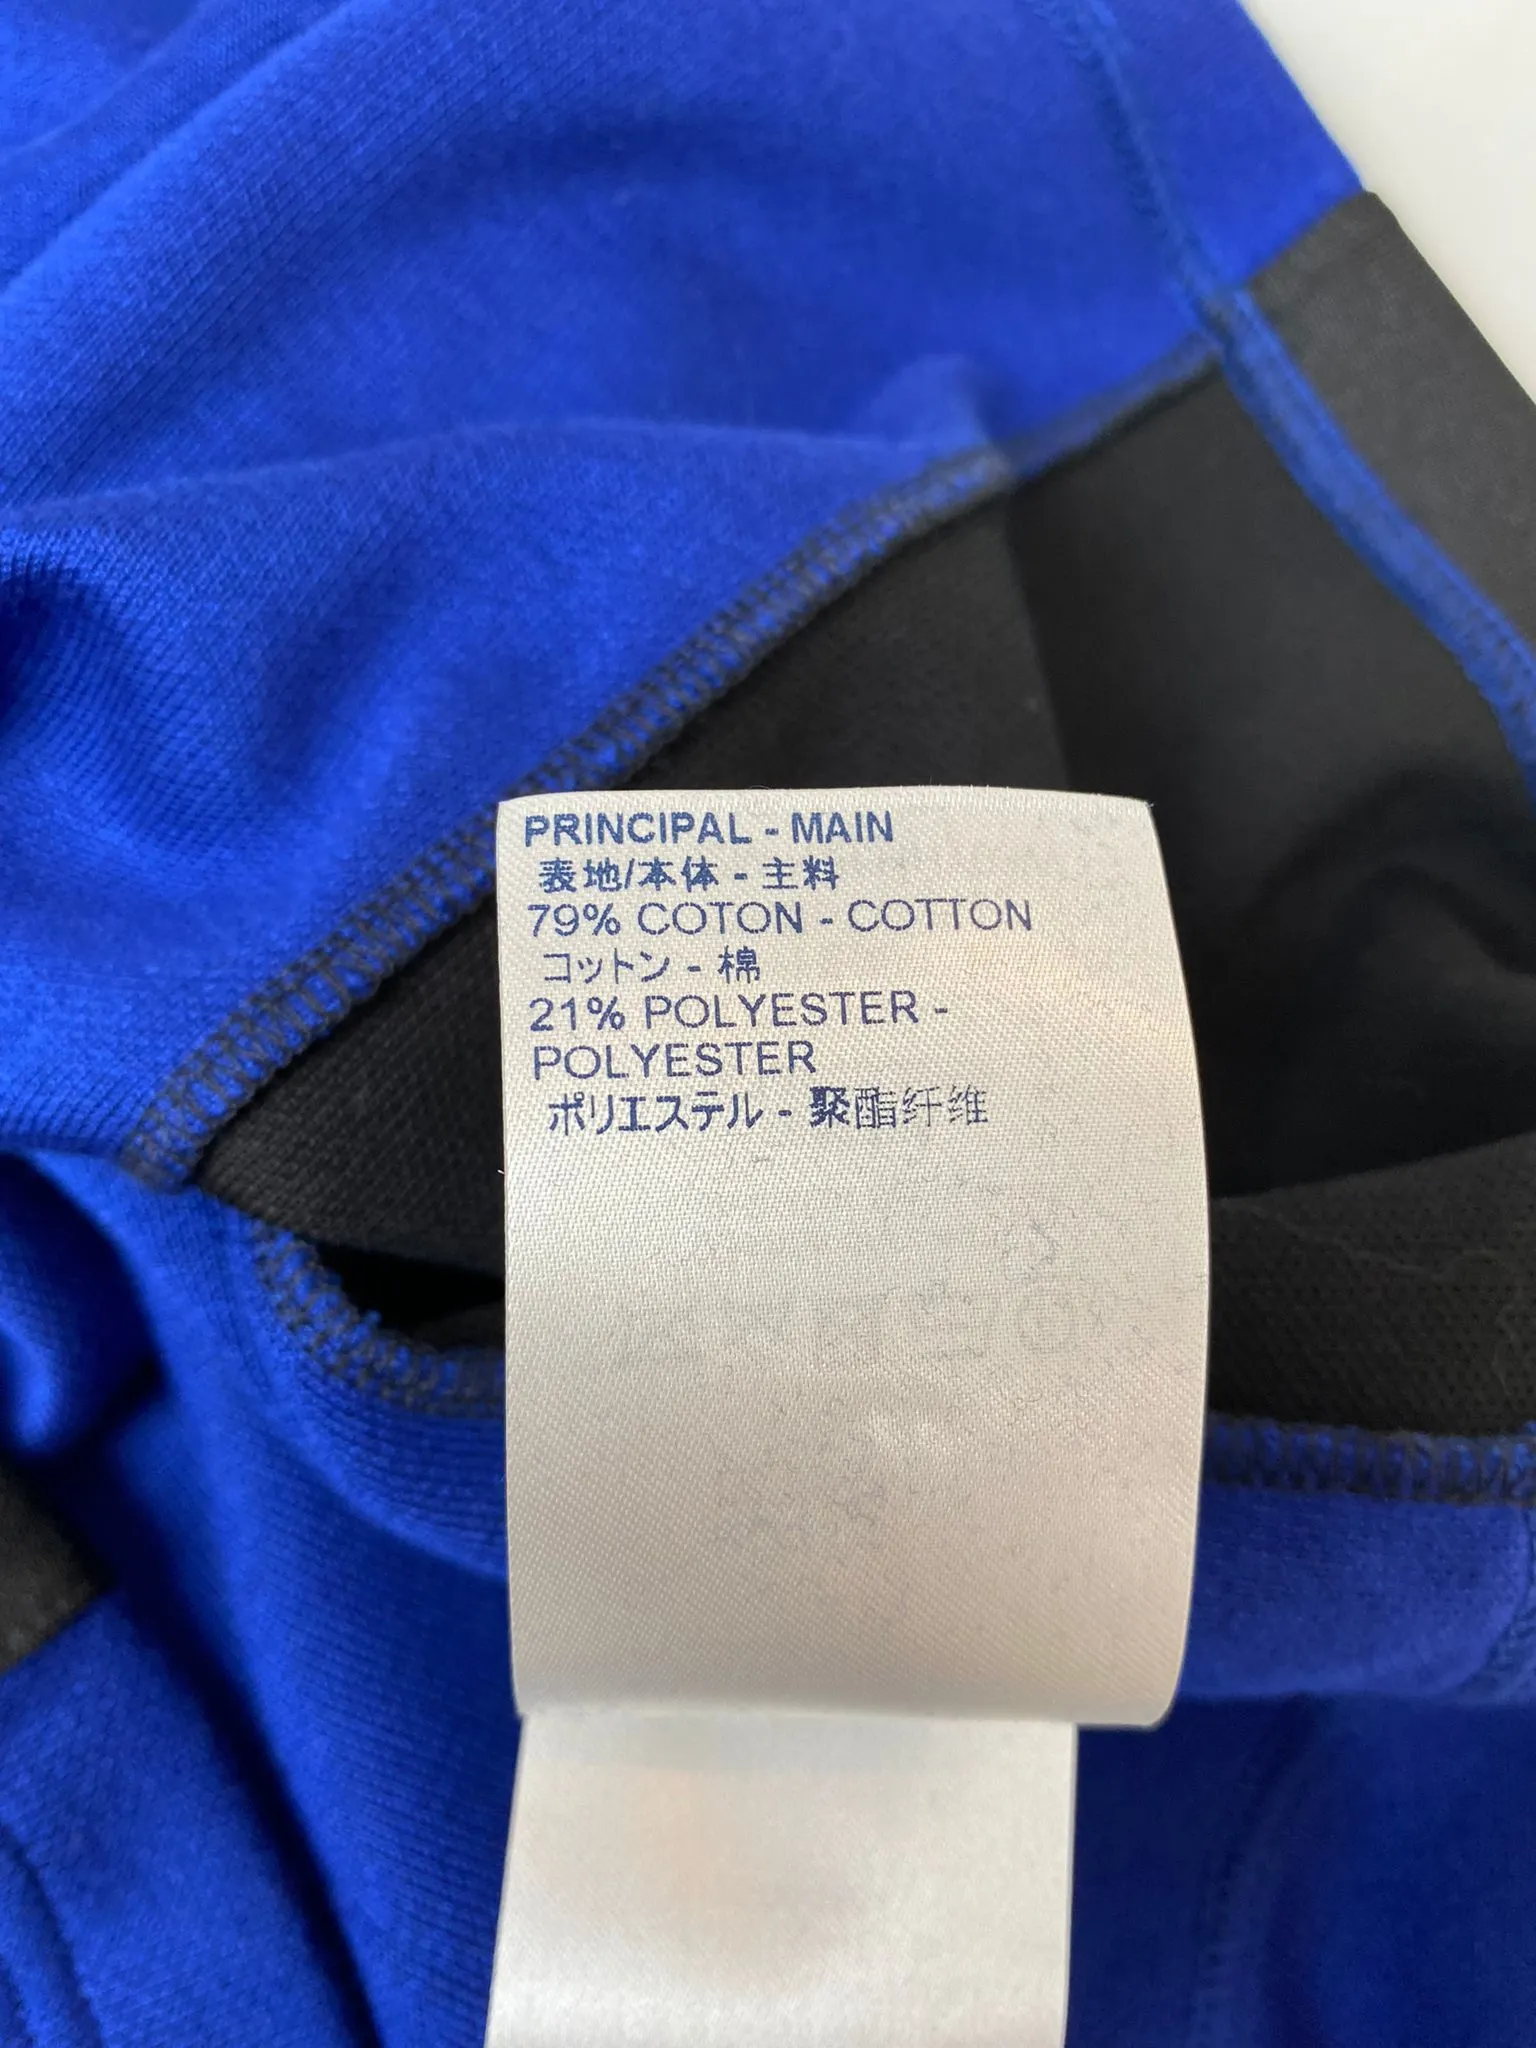 PRINCIPAL - MAIN
表地/本体 - 主料
79% COTON - COTTON
コットン - 棉
21% POLYESTER -
POLYESTER
ポリエステル - 聚酯纤维